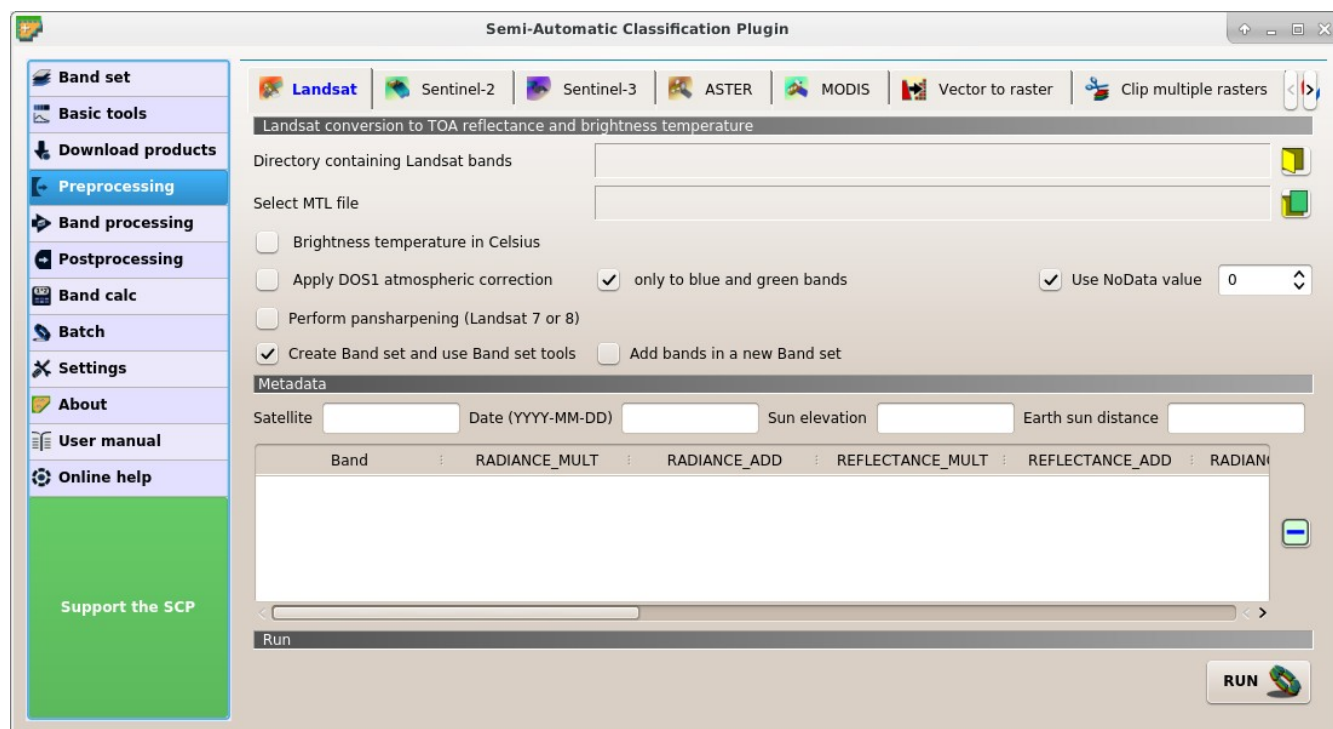 Semi-Automatic Classification Plugin
Band set
Basic tools
Download products
Preprocessing
Band processing
Postprocessing
Band calc
Batch
Settings
About
User manual
Online help
Support the SCP
Landsat Sentinel-2 Sentinel-3 ASTER MODIS Vector to raster Clip multiple rasters
Landsat conversion to TOA reflectance and brightness temperature
Directory containing Landsat bands
Select MTL file
Brightness temperature in Celsius
Apply DOS1 atmospheric correction only to blue and green bands Use NoData value 0
Perform pansharpening (Landsat 7 or 8)
Create Band set and use Band set tools Add bands in a new Band set
Metadata
Satellite Date (YYYY-MM-DD) Sun elevation Earth sun distance
Band RADIANCE_MULT RADIANCE_ADD REFLECTANCE_MULT REFLECTANCE_ADD
Run
RUN